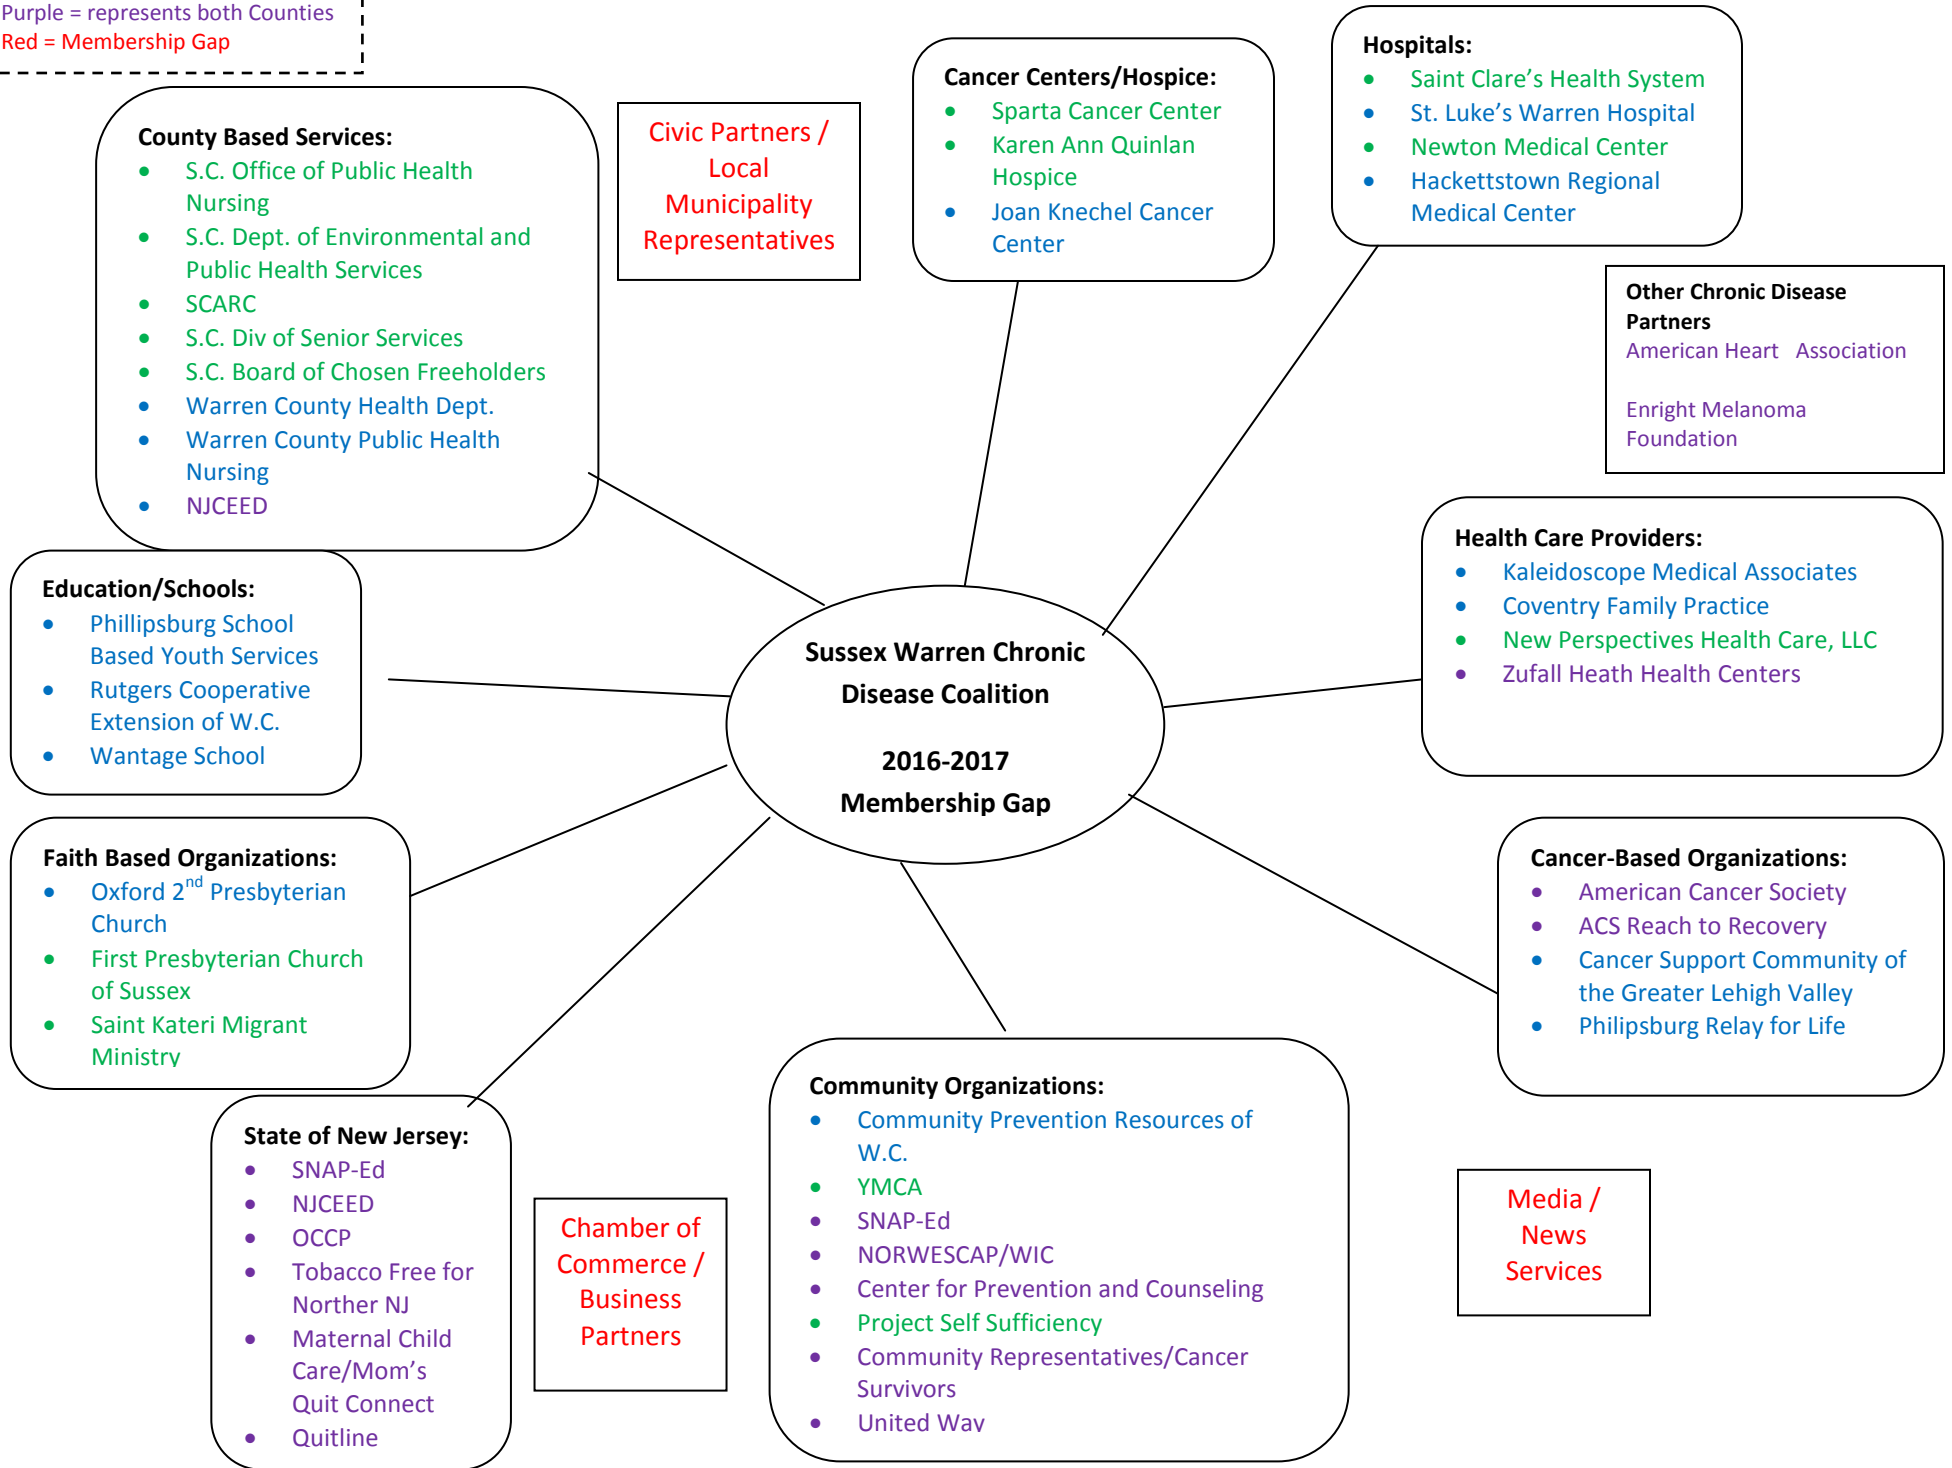 Purple = represents both Counties
Red = Membership Gap
County Based Services:
• S.C. Office of Public Health
Nursing
• S.C. Dept. of Environmental and
Public Health Services
• SCARC
• S.C. Div of Senior Services
• S.C. Board of Chosen Freeholders
• Warren County Health Dept.
• Warren County Public Health
Nursing
• NJCEED
Civic Partners /
Local
Municipality
Representatives
Cancer Centers/Hospice:
• Sparta Cancer Center
• Karen Ann Quinlan
Hospice
• Joan Knechel Cancer
Center
Hospitals:
• Saint Clare’s Health System
• St. Luke’s Warren Hospital
• Newton Medical Center
• Hackettstown Regional
Medical Center
Other Chronic Disease
Partners
American Heart Association
Enright Melanoma
Foundation
Education/Schools:
• Phillipsburg School
Based Youth Services
• Rutgers Cooperative
Extension of W.C.
• Wantage School
Sussex Warren Chronic
Disease Coalition
2016-2017
Membership Gap
Health Care Providers:
• Kaleidoscope Medical Associates
• Coventry Family Practice
• New Perspectives Health Care, LLC
• Zufall Heath Health Centers
Faith Based Organizations:
• Oxford 2nd Presbyterian
Church
• First Presbyterian Church
of Sussex
• Saint Kateri Migrant
Ministry
Cancer-Based Organizations:
• American Cancer Society
• ACS Reach to Recovery
• Cancer Support Community of
the Greater Lehigh Valley
• Philipsburg Relay for Life
State of New Jersey:
• SNAP-Ed
• NJCEED
• OCCP
• Tobacco Free for
Norther NJ
• Maternal Child
Care/Mom’s
Quit Connect
• Quitline
Chamber of
Commerce /
Business
Partners
Community Organizations:
• Community Prevention Resources of
W.C.
• YMCA
• SNAP-Ed
• NORWESCAP/WIC
• Center for Prevention and Counseling
• Project Self Sufficiency
• Community Representatives/Cancer
Survivors
• United Way
Media /
News
Services